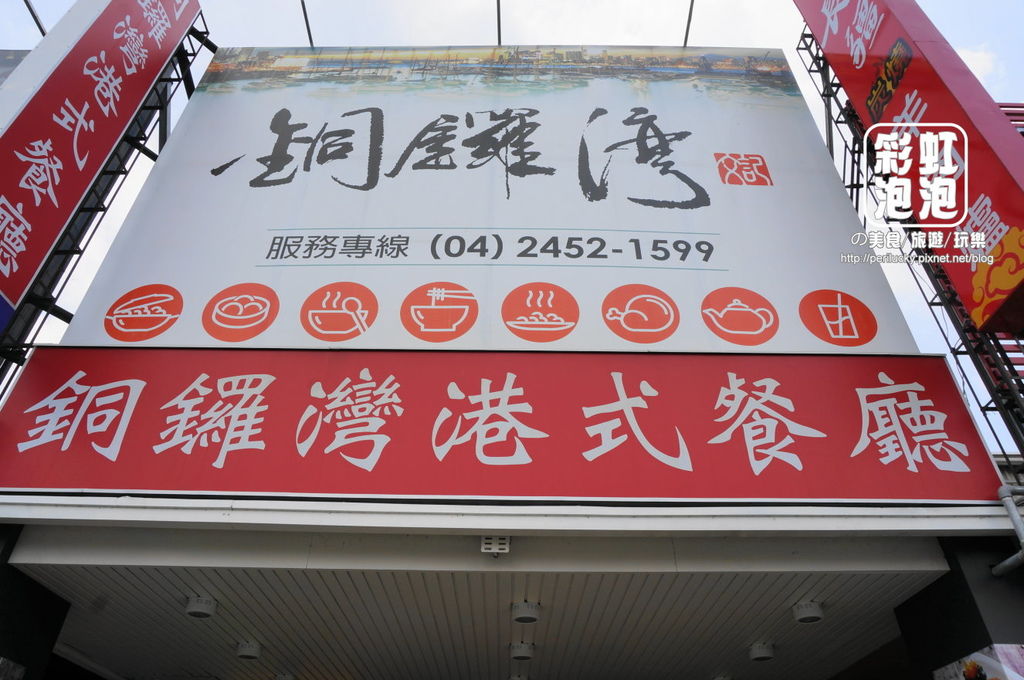 銅鑼灣
服務專線 (04) 2452-1599
銅鑼灣港式餐廳
鑼灣港式餐廳
彩虹
泡泡
の美食/旅遊/玩樂
http://perilucky.pixnet.net/blog